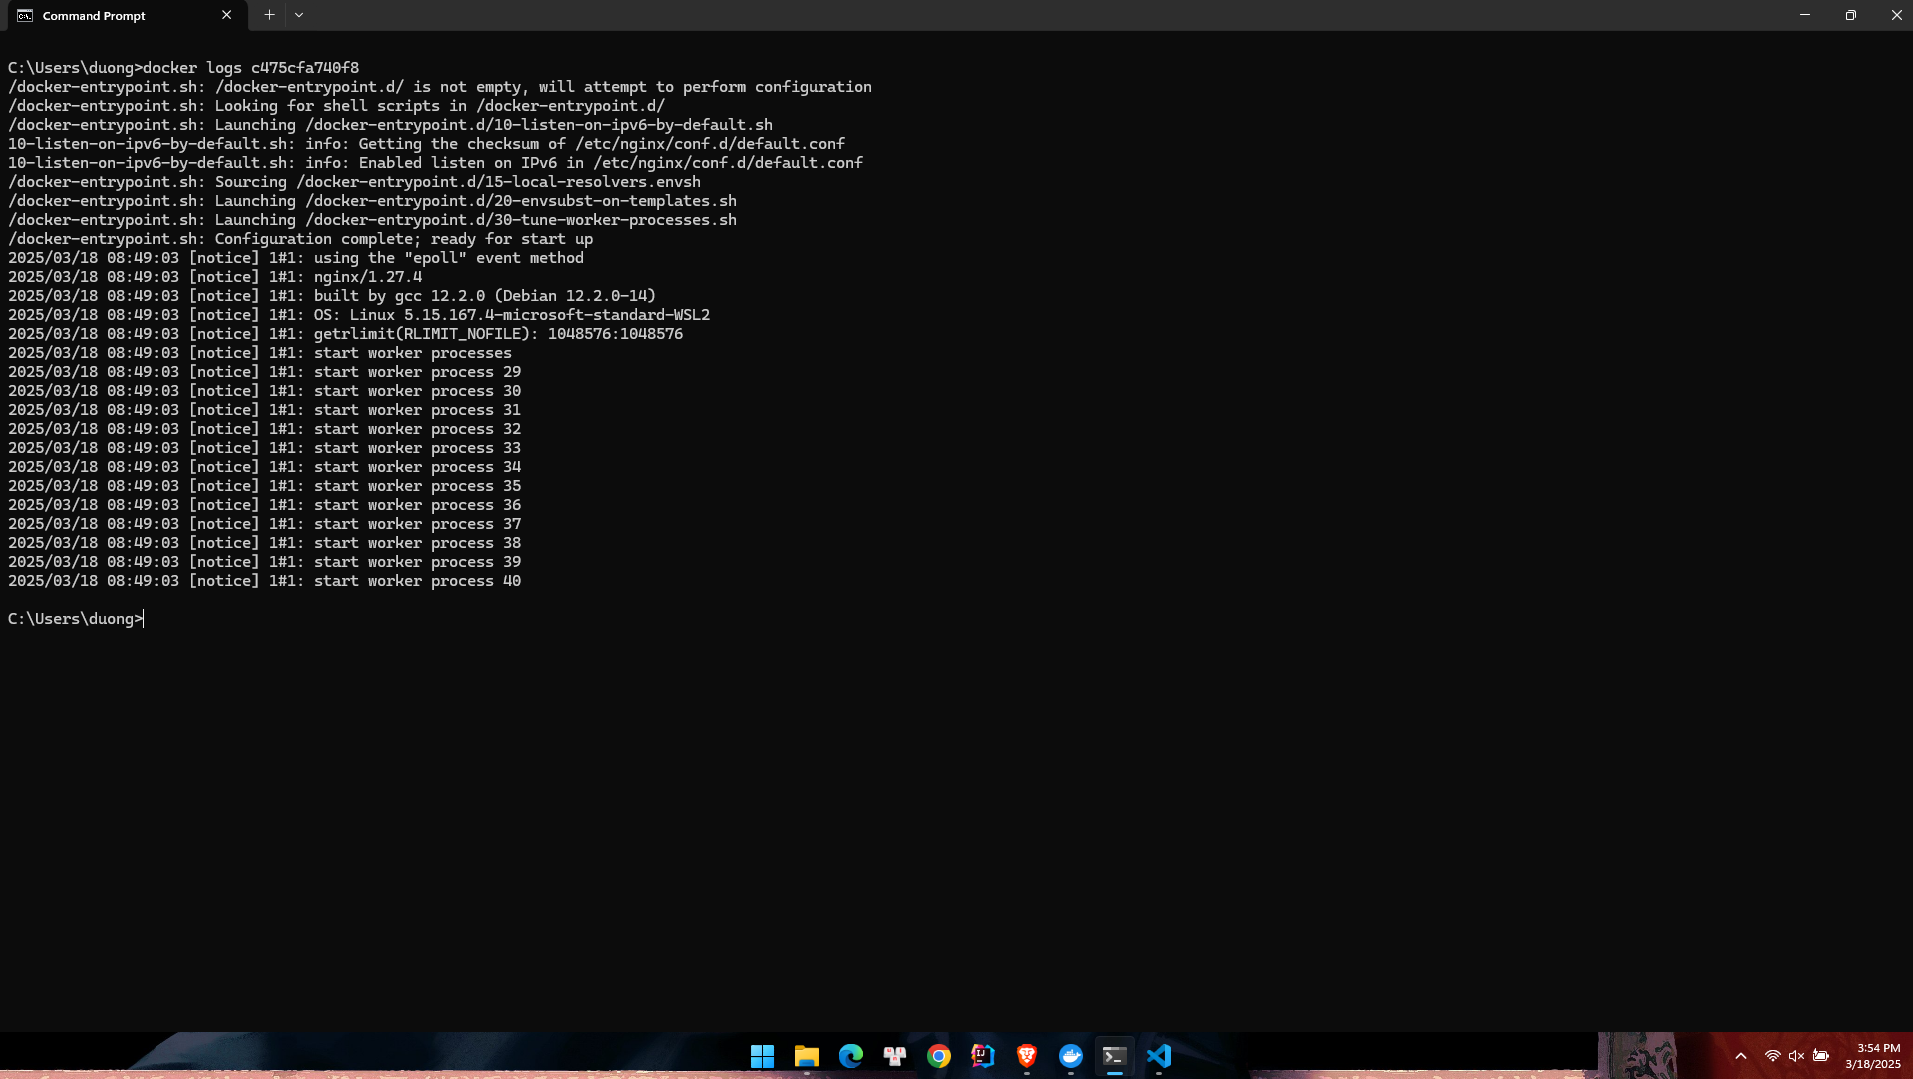 Command Prompt
C:\Users\duong>docker logs c475cfa740f8
/docker-entrypoint.sh: /docker-entrypoint.d/ is not empty, will attempt to perform configuration
/docker-entrypoint.sh: Looking for shell scripts in /docker-entrypoint.d/
/docker-entrypoint.sh: Launching /docker-entrypoint.d/10-listen-on-ipv6-by-default.sh
10-listen-on-ipv6-by-default.sh: info: Getting the checksum of /etc/nginx/conf.d/default.conf
10-listen-on-ipv6-by-default.sh: info: Enabled listen on IPv6 in /etc/nginx/conf.d/default.conf
/docker-entrypoint.sh: Sourcing /docker-entrypoint.d/15-local-resolvers.envsh
/docker-entrypoint.sh: Launching /docker-entrypoint.d/20-envsubst-on-templates.sh
/docker-entrypoint.sh: Launching /docker-entrypoint.d/30-tune-worker-processes.sh
/docker-entrypoint.sh: Configuration complete; ready for start up
2025/03/18 08:49:03 [notice] 1#1: using the "epoll" event method
2025/03/18 08:49:03 [notice] 1#1: nginx/1.27.4
2025/03/18 08:49:03 [notice] 1#1: built by gcc 12.2.0 (Debian 12.2.0-14)
2025/03/18 08:49:03 [notice] 1#1: OS: Linux 5.15.167.4-microsoft-standard-WSL2
2025/03/18 08:49:03 [notice] 1#1: getrlimit(RLIMIT_NOFILE): 1048576:1048576
2025/03/18 08:49:03 [notice] 1#1: start worker processes
2025/03/18 08:49:03 [notice] 1#1: start worker process 29
2025/03/18 08:49:03 [notice] 1#1: start worker process 30
2025/03/18 08:49:03 [notice] 1#1: start worker process 31
2025/03/18 08:49:03 [notice] 1#1: start worker process 32
2025/03/18 08:49:03 [notice] 1#1: start worker process 33
2025/03/18 08:49:03 [notice] 1#1: start worker process 34
2025/03/18 08:49:03 [notice] 1#1: start worker process 35
2025/03/18 08:49:03 [notice] 1#1: start worker process 36
2025/03/18 08:49:03 [notice] 1#1: start worker process 37
2025/03/18 08:49:03 [notice] 1#1: start worker process 38
2025/03/18 08:49:03 [notice] 1#1: start worker process 39
2025/03/18 08:49:03 [notice] 1#1: start worker process 40
C:\Users\duong>
3:54 PM
3/18/2025